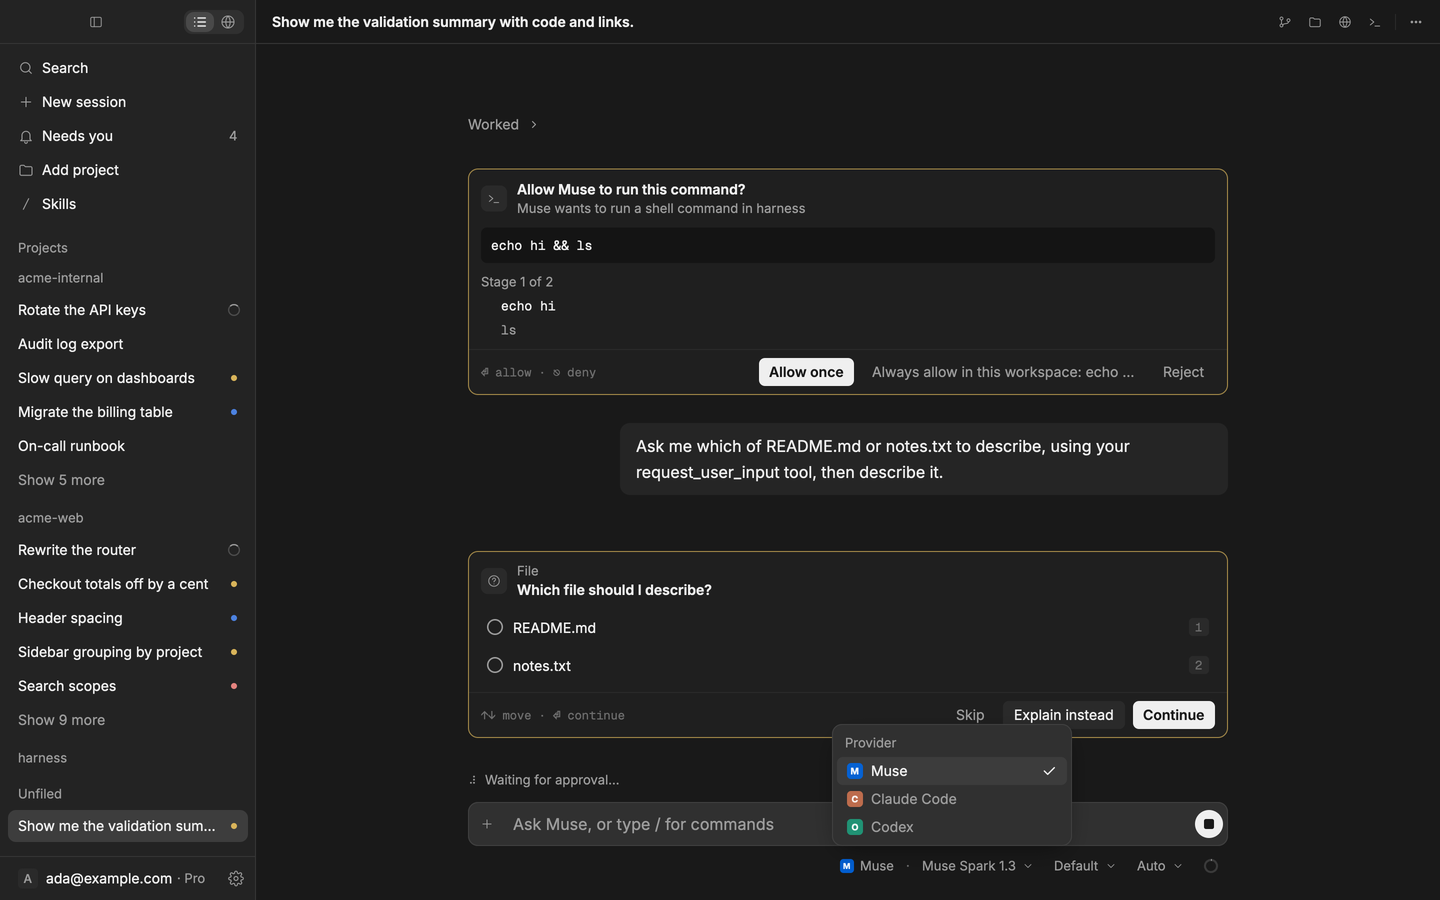 Show me the validation summary with code and links.
Search
New session
Needs you 4
Add project
Skills
Projects
acme-internal
Rotate the API keys
Audit log export
Slow query on dashboards
Migrate the billing table
On-call runbook
Show 5 more
acme-web
Rewrite the router
Checkout totals off by a cent
Header spacing
Sidebar grouping by project
Search scopes
Show 9 more
harness
Unfiled
Show me the validation sum...
A ada@example.com · Pro
Worked
Allow Muse to run this command?
Muse wants to run a shell command in harness
echo hi && ls
Stage 1 of 2
echo hi
ls
allow · deny
Allow once
Always allow in this workspace: echo ...
Reject
Ask me which of README.md or notes.txt to describe, using your
request_user_input tool, then describe it.
File
Which file should I describe?
README.md 1
notes.txt 2
move · continue
Skip
Explain instead
Continue
Provider
M Muse
C Claude Code
O Codex
Waiting for approval...
Ask Muse, or type / for commands
M Muse · Muse Spark 1.3 Default Auto